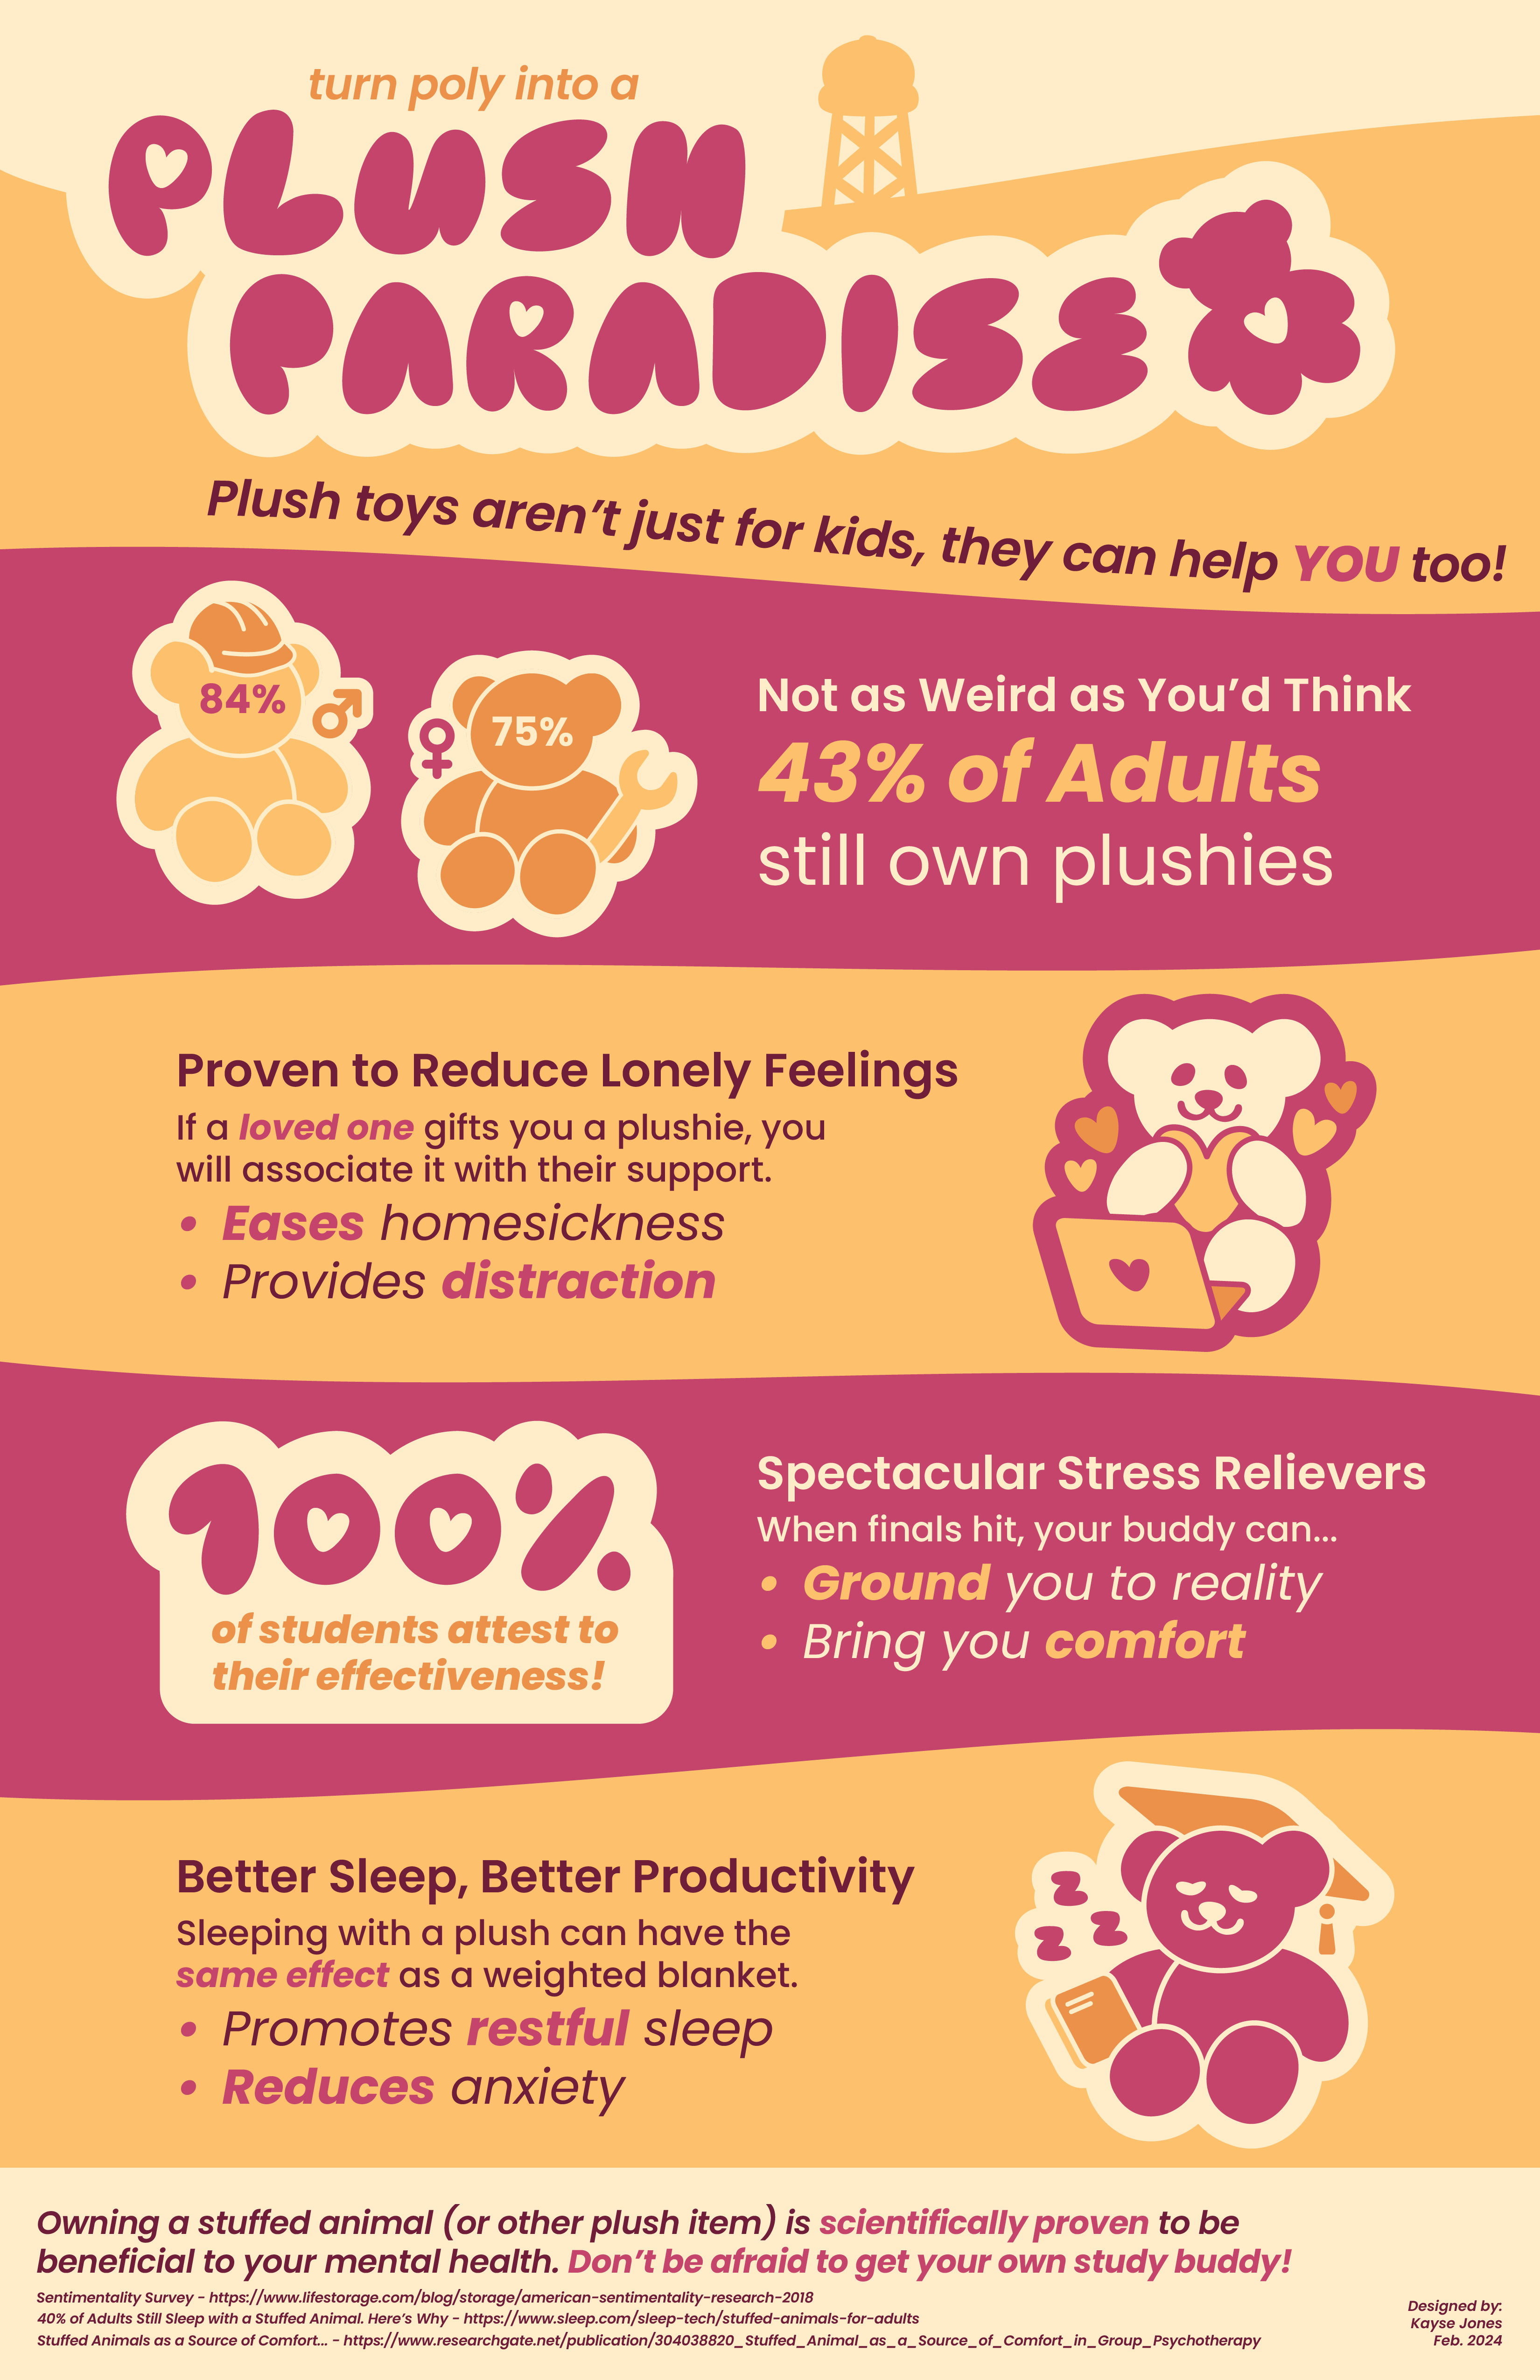 turn poly into a
PLUSH
PARADISE
Plush toys aren't just for kids, they can help YOU too!
84%
♂
♀
75%
Not as Weird as You'd Think
43% of Adults
still own plushies
Proven to Reduce Lonely Feelings
If a loved one gifts you a plushie, you
will associate it with their support.
• Eases homesickness
• Provides distraction
100%
of students attest to
their effectiveness!
Spectacular Stress Relievers
When finals hit, your buddy can...
• Ground you to reality
• Bring you comfort
Better Sleep, Better Productivity
Sleeping with a plush can have the
same effect as a weighted blanket.
• Promotes restful sleep
• Reduces anxiety
z
z
z
Owning a stuffed animal (or other plush item) is scientifically proven to be
beneficial to your mental health. Don't be afraid to get your own study buddy!
Sentimentality Survey - https://www.lifestorage.com/blog/storage/american-sentimentality-research-2018
40% of Adults Still Sleep with a Stuffed Animal. Here's Why - https://www.sleep.com/sleep-tech/stuffed-animals-for-adults
Stuffed Animals as a Source of Comfort... - https://www.researchgate.net/publication/304038820_Stuffed_Animal_as_a_Source_of_Comfort_in_Group_Psychotherapy
Designed by:
Kayse Jones
Feb. 2024